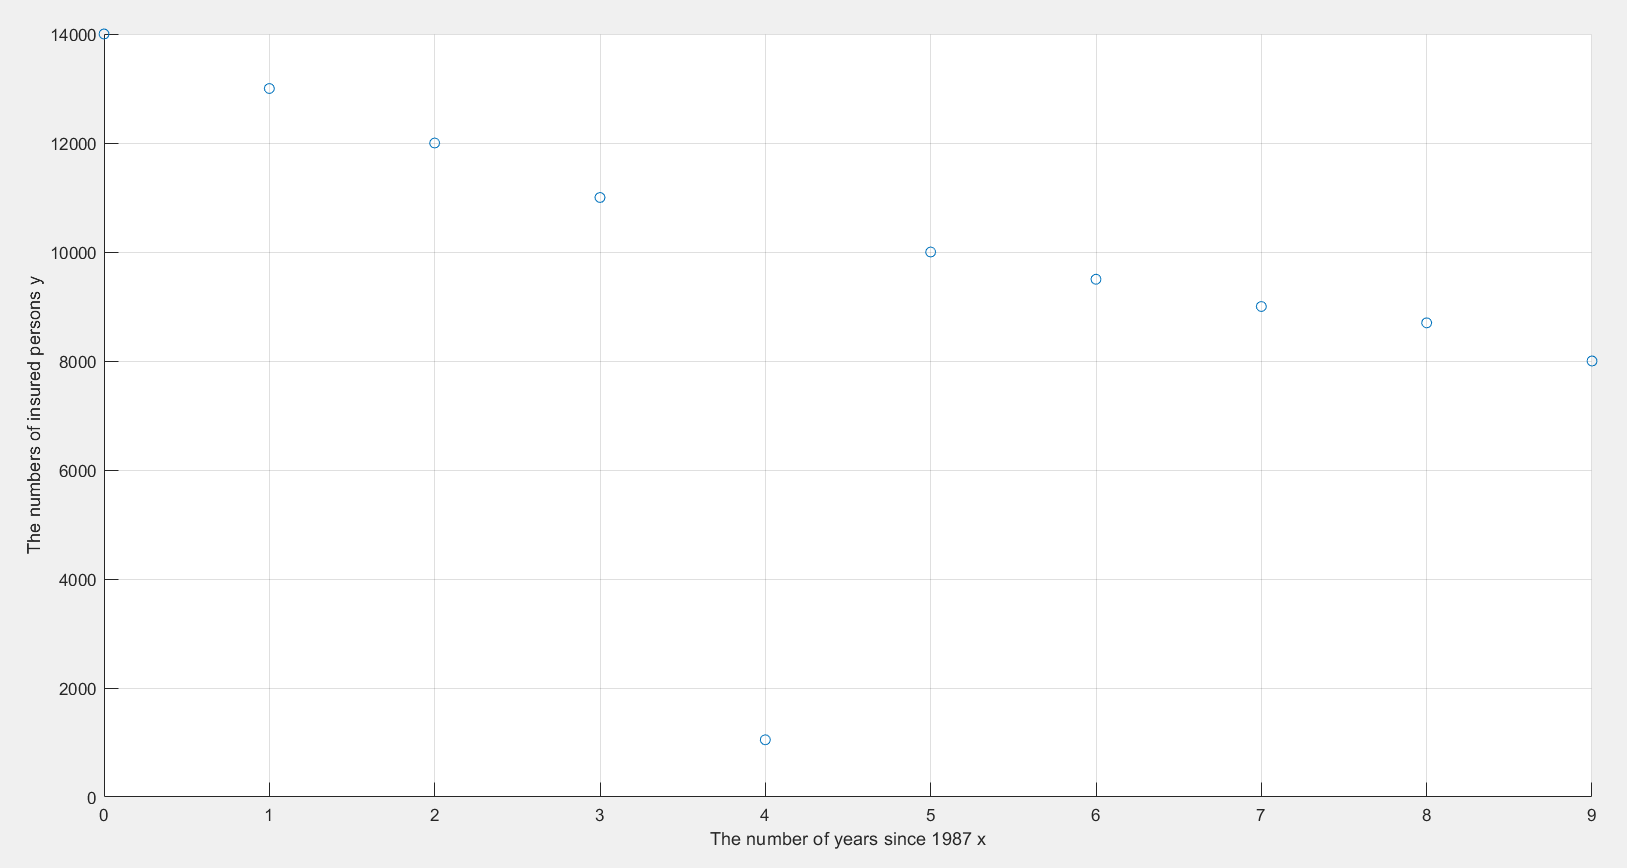 14000
12000
10000
8000
6000
4000
2000
0
The numbers of insured persons y
0 1 2 3 4 5 6 7 8 9
The number of years since 1987 x